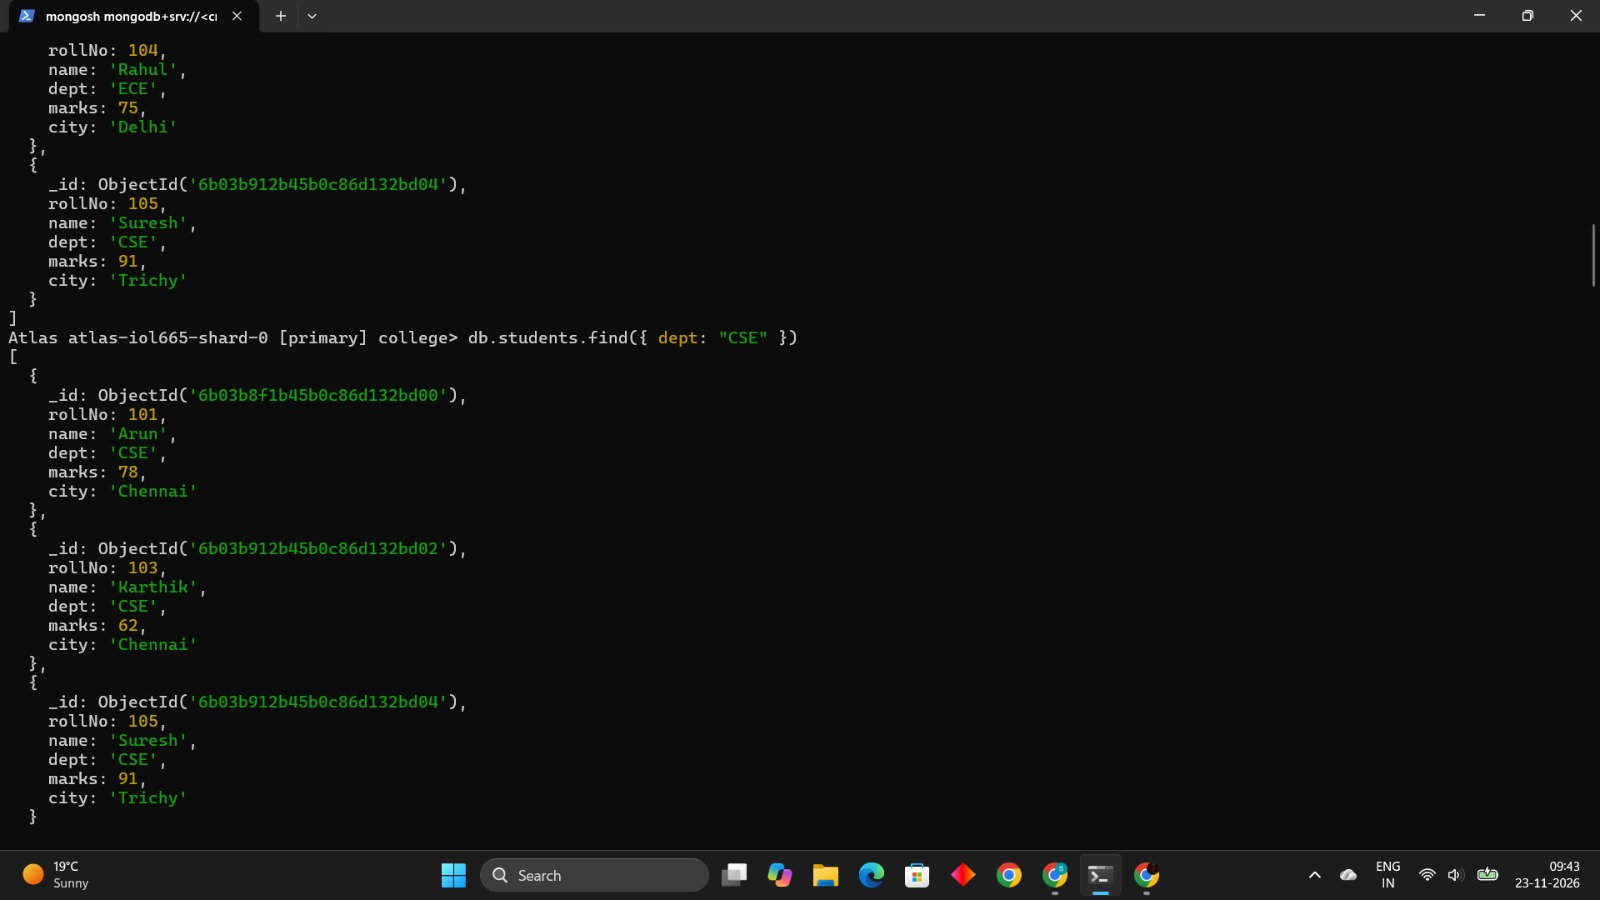 mongosh mongodb+srv://<cr
rollNo: 104,
name: 'Rahul',
dept: 'ECE',
marks: 75,
city: 'Delhi'
},
{
_id: ObjectId('6b03b912b45b0c86d132bd04'),
rollNo: 105,
name: 'Suresh',
dept: 'CSE',
marks: 91,
city: 'Trichy'
}
]
Atlas atlas-iol665-shard-0 [primary] college> db.students.find({ dept: "CSE" })
[
{
_id: ObjectId('6b03b8f1b45b0c86d132bd00'),
rollNo: 101,
name: 'Arun',
dept: 'CSE',
marks: 78,
city: 'Chennai'
},
{
_id: ObjectId('6b03b912b45b0c86d132bd02'),
rollNo: 103,
name: 'Karthik',
dept: 'CSE',
marks: 62,
city: 'Chennai'
},
{
_id: ObjectId('6b03b912b45b0c86d132bd04'),
rollNo: 105,
name: 'Suresh',
dept: 'CSE',
marks: 91,
city: 'Trichy'
}
19°C
Sunny
Search
ENG
IN
09:43
23-11-2026